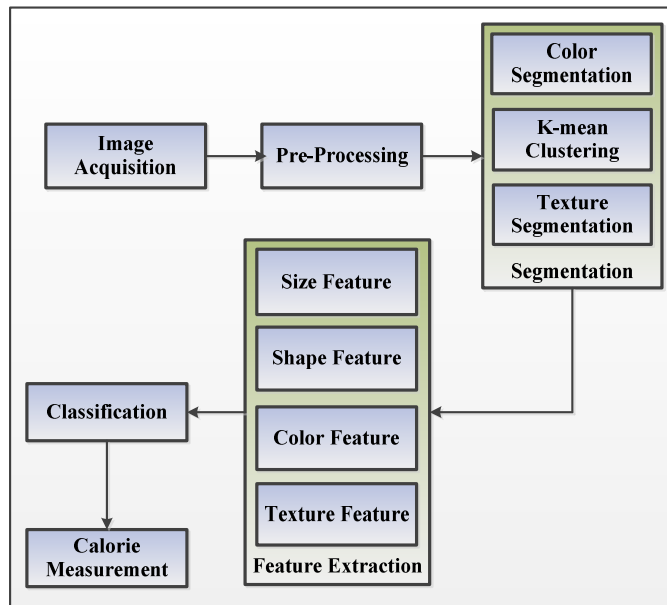 Image
Acquisition
Pre-Processing
Color
Segmentation
K-mean
Clustering
Texture
Segmentation
Segmentation
Size Feature
Shape Feature
Color Feature
Texture Feature
Feature Extraction
Classification
Calorie
Measurement